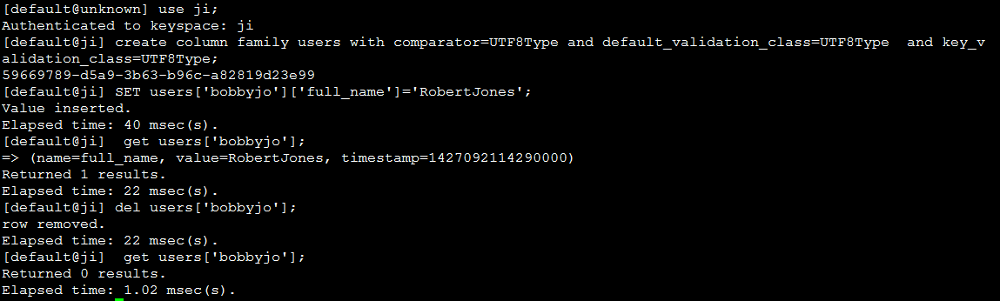 [default@unknown] use ji;
Authenticated to keyspace: ji
[default@ji] create column family users with comparator=UTF8Type and default_validation_class=UTF8Type  and key_v
alidation_class=UTF8Type;
59669789-d5a9-3b63-b96c-a82819d23e99
[default@ji] SET users['bobbyjo']['full_name']='RobertJones';
Value inserted.
Elapsed time: 40 msec(s).
[default@ji]  get users['bobbyjo'];
=> (name=full_name, value=RobertJones, timestamp=1427092114290000)
Returned 1 results.
Elapsed time: 22 msec(s).
[default@ji] del users['bobbyjo'];
row removed.
Elapsed time: 22 msec(s).
[default@ji]  get users['bobbyjo'];
Returned 0 results.
Elapsed time: 1.02 msec(s).